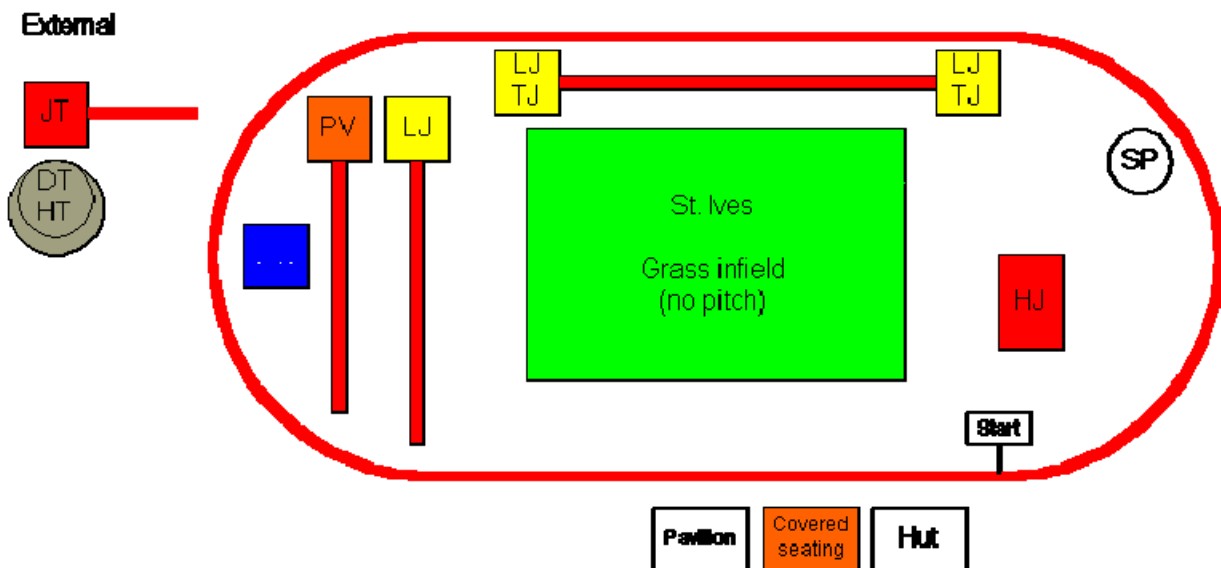 External
LJ
TJ
LJ
TJ
JT
PV
LJ
SP
DT
HT
St. Ives
Grass infield
(no pitch)
HJ
Start
Pavilion
Covered
seating
Hut